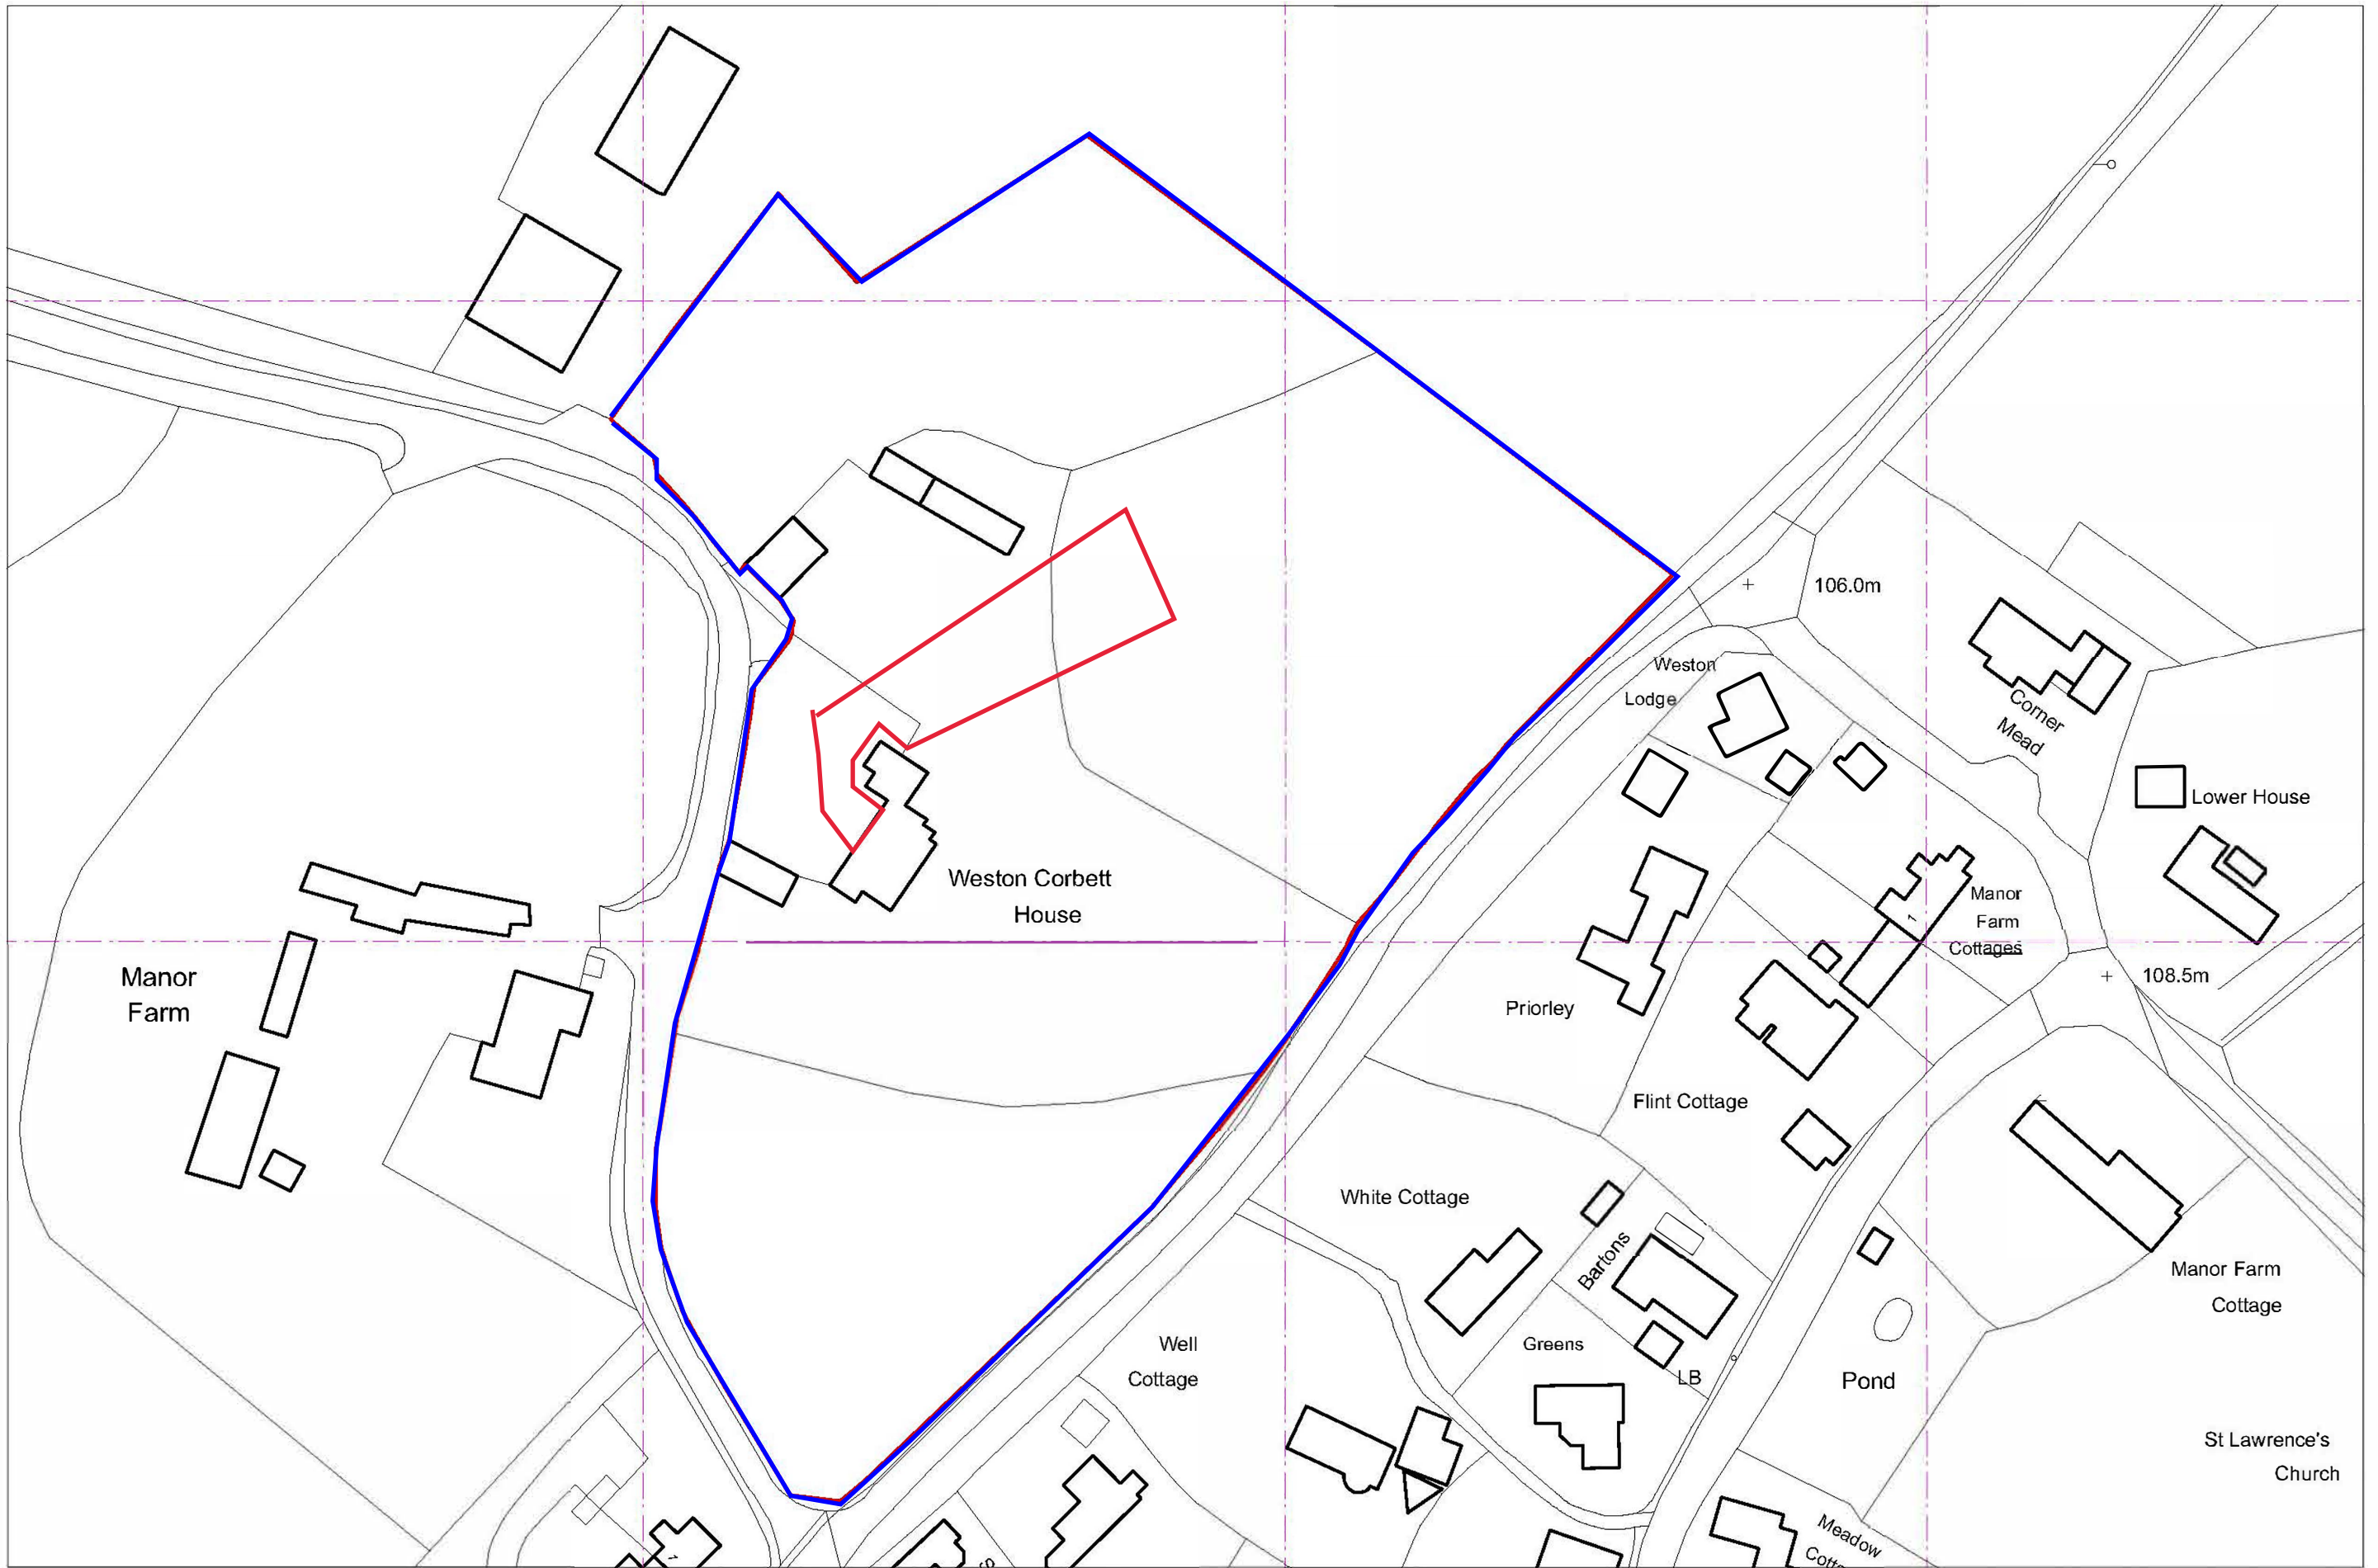 106.0m
Weston
Lodge
Corner
Mead
Lower House
Weston Corbett
House
Manor
Farm
Cottages
1
Manor
Farm
108.5m
Priorley
Flint Cottage
White Cottage
Bartons
Manor Farm
Cottage
Well
Cottage
Greens
LB
Pond
St Lawrence's
Church
Meadow